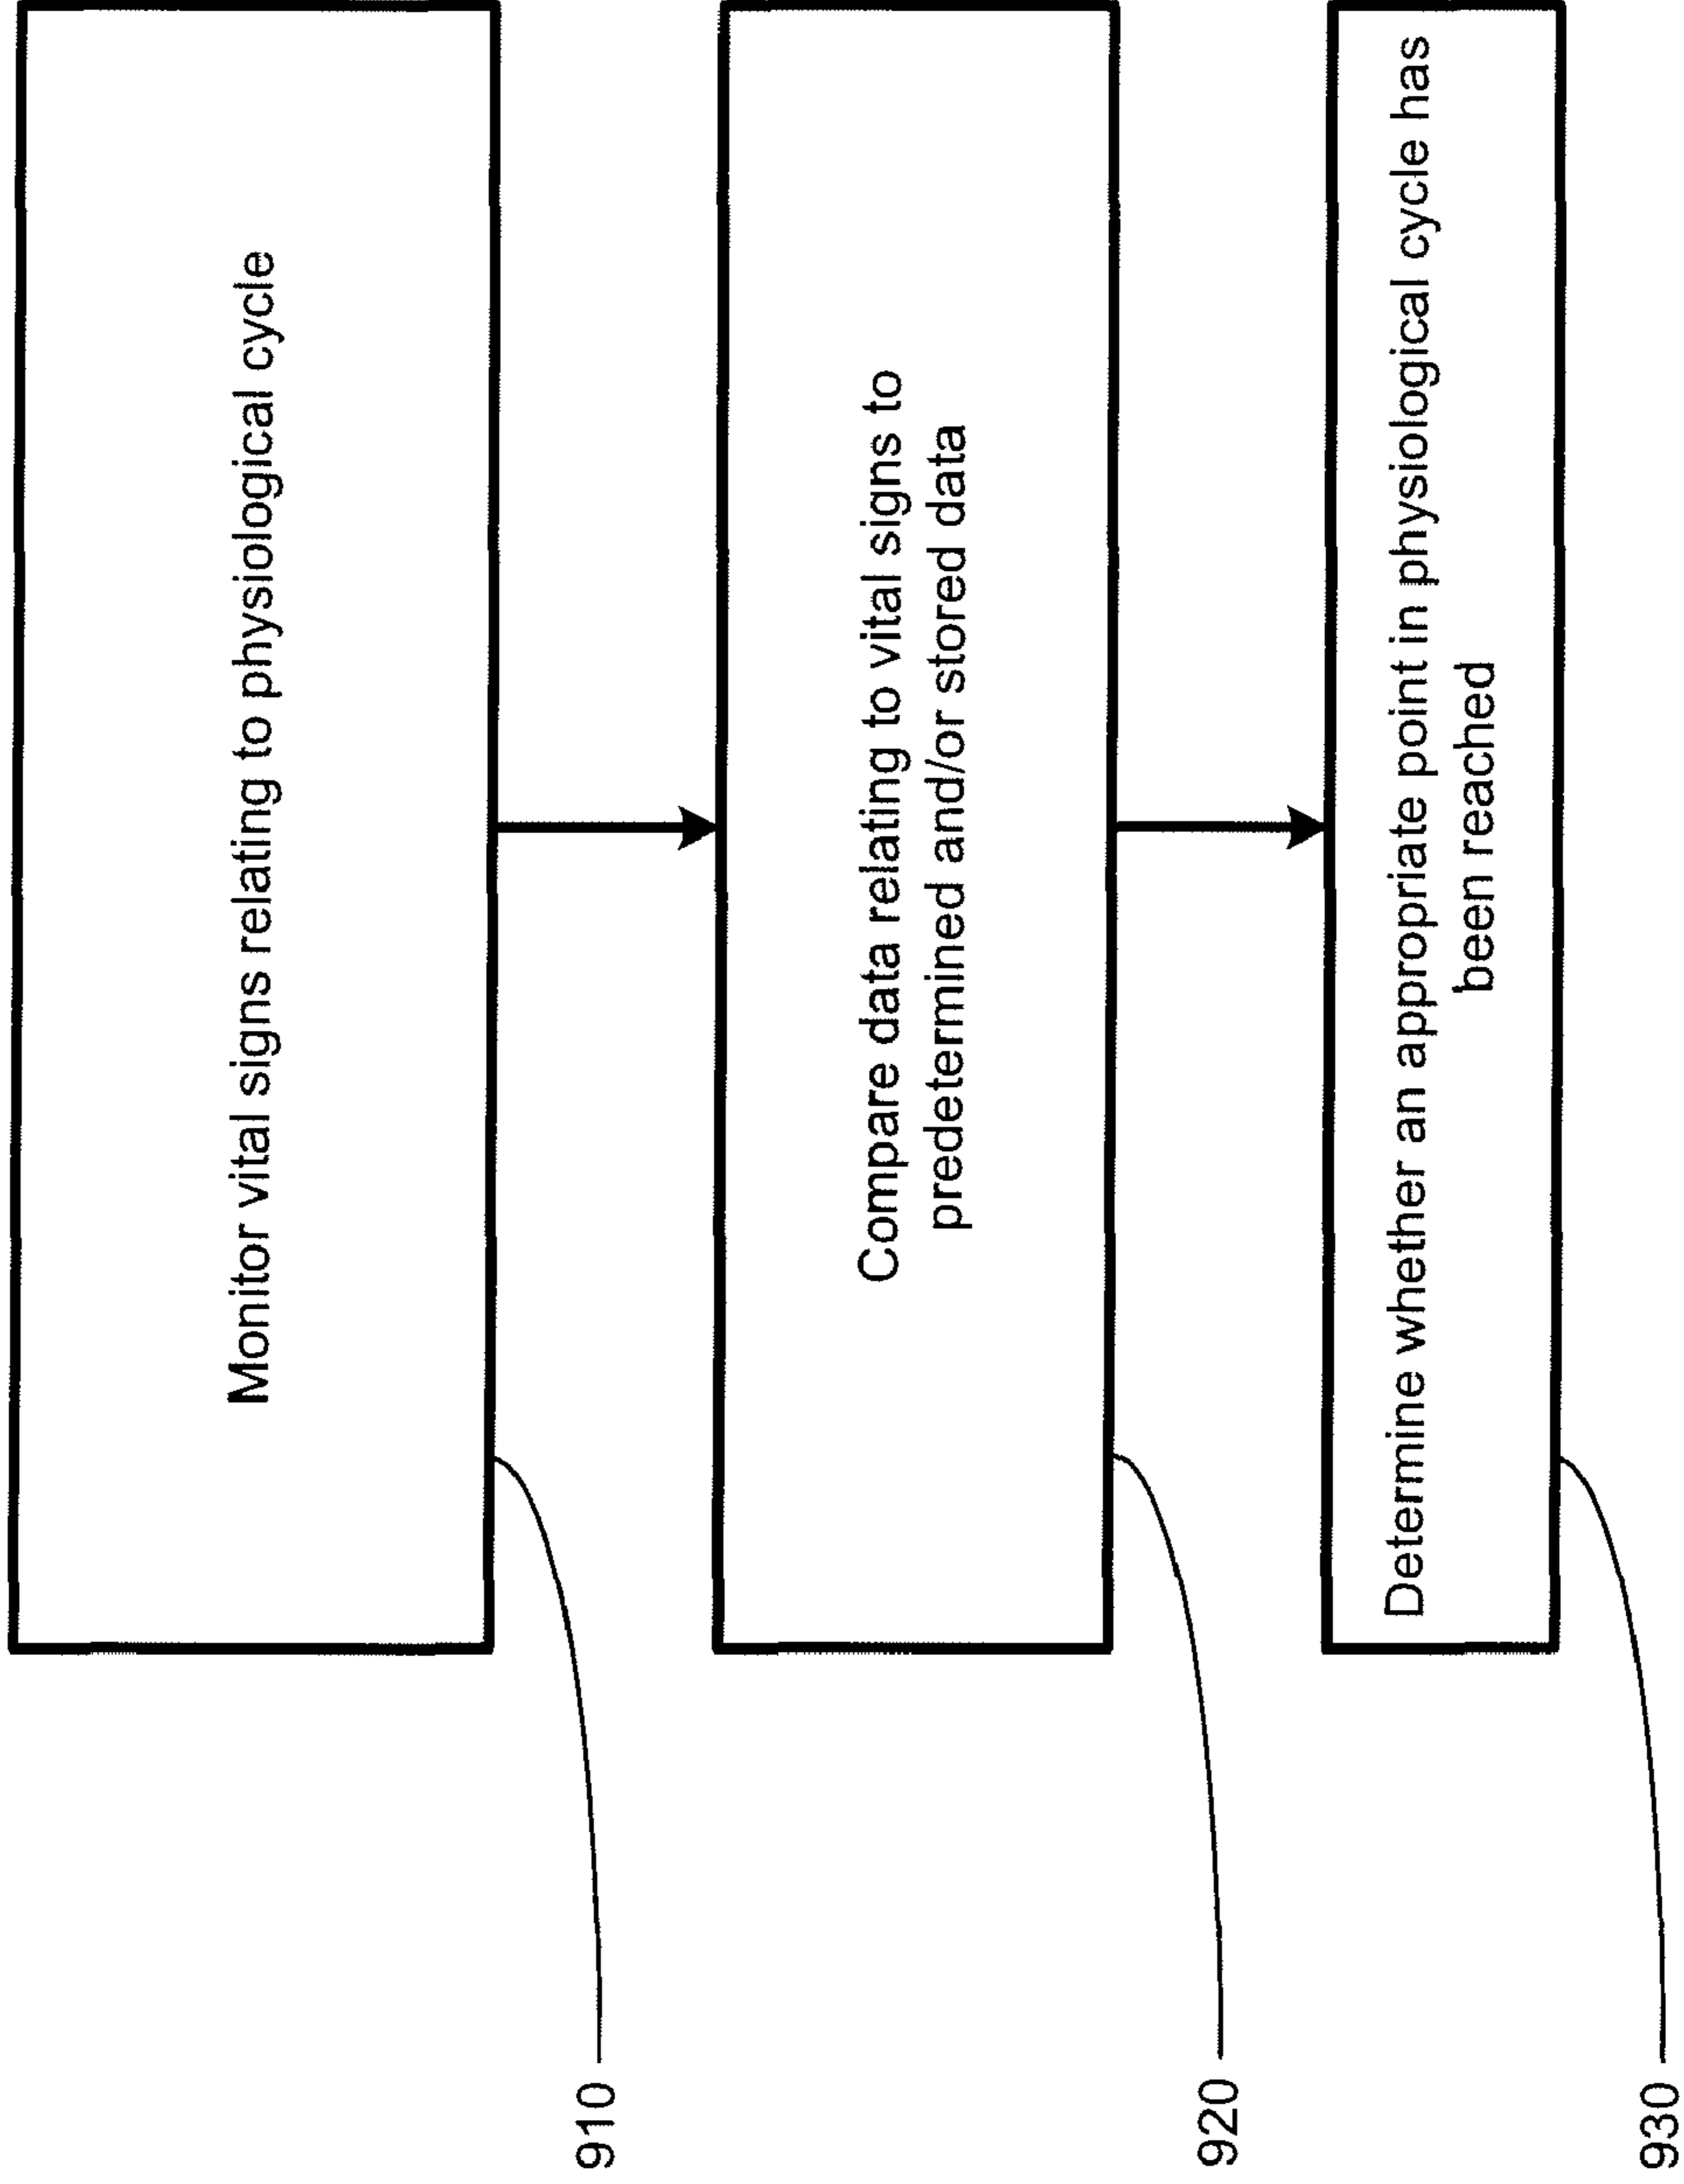 Monitor vital signs relating to physiological cycle
910
Compare data relating to vital signs to
predetermined and/or stored data
920
Determine whether an appropriate point in physiological cycle has
been reached
930